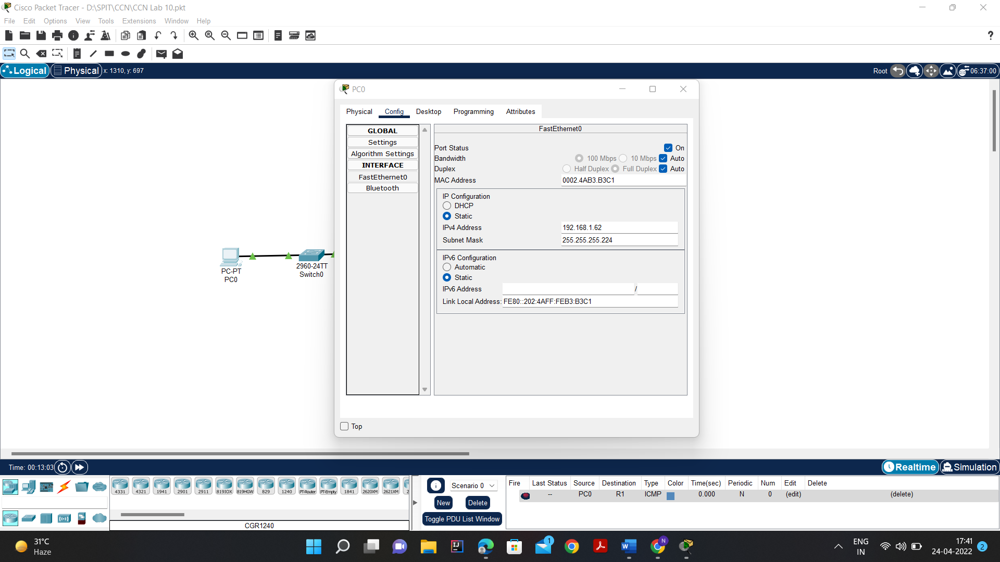 Cisco Packet Tracer - D:\SPIT\CCN\CCN Lab 10.pkt
File Edit Options View Tools Extensions Window Help
?
Logical Physical x: 1310, y: 697 Root 06:37:00
PC0
Physical Config Desktop Programming Attributes
GLOBAL
Settings
Algorithm Settings
INTERFACE
FastEthernet0
Bluetooth
FastEthernet0
Port Status On
Bandwidth 100 Mbps 10 Mbps Auto
Duplex Half Duplex Full Duplex Auto
MAC Address 0002.4AB3.B3C1
IP Configuration
DHCP
Static
IPv4 Address 192.168.1.62
Subnet Mask 255.255.255.224
IPv6 Configuration
Automatic
Static
IPv6 Address /
Link Local Address: FE80::202:4AFF:FEB3:B3C1
Top
PC-PT
PC0
2960-24TT
Switch0
Time: 00:13:03 Realtime Simulation
4331 4321 1941 2901 2911 819IOX 819HGW 829 1240 PT-Router PT-Empty 1841 2620XM 2621XM 2
CGR1240
Scenario 0
New Delete
Toggle PDU List Window
Fire Last Status Source Destination Type Color Time(sec) Periodic Num Edit Delete
-- PC0 R1 ICMP 0.000 N 0 (edit) (delete)
31°C
Haze
1
N
ENG
IN
17:41
24-04-2022
2